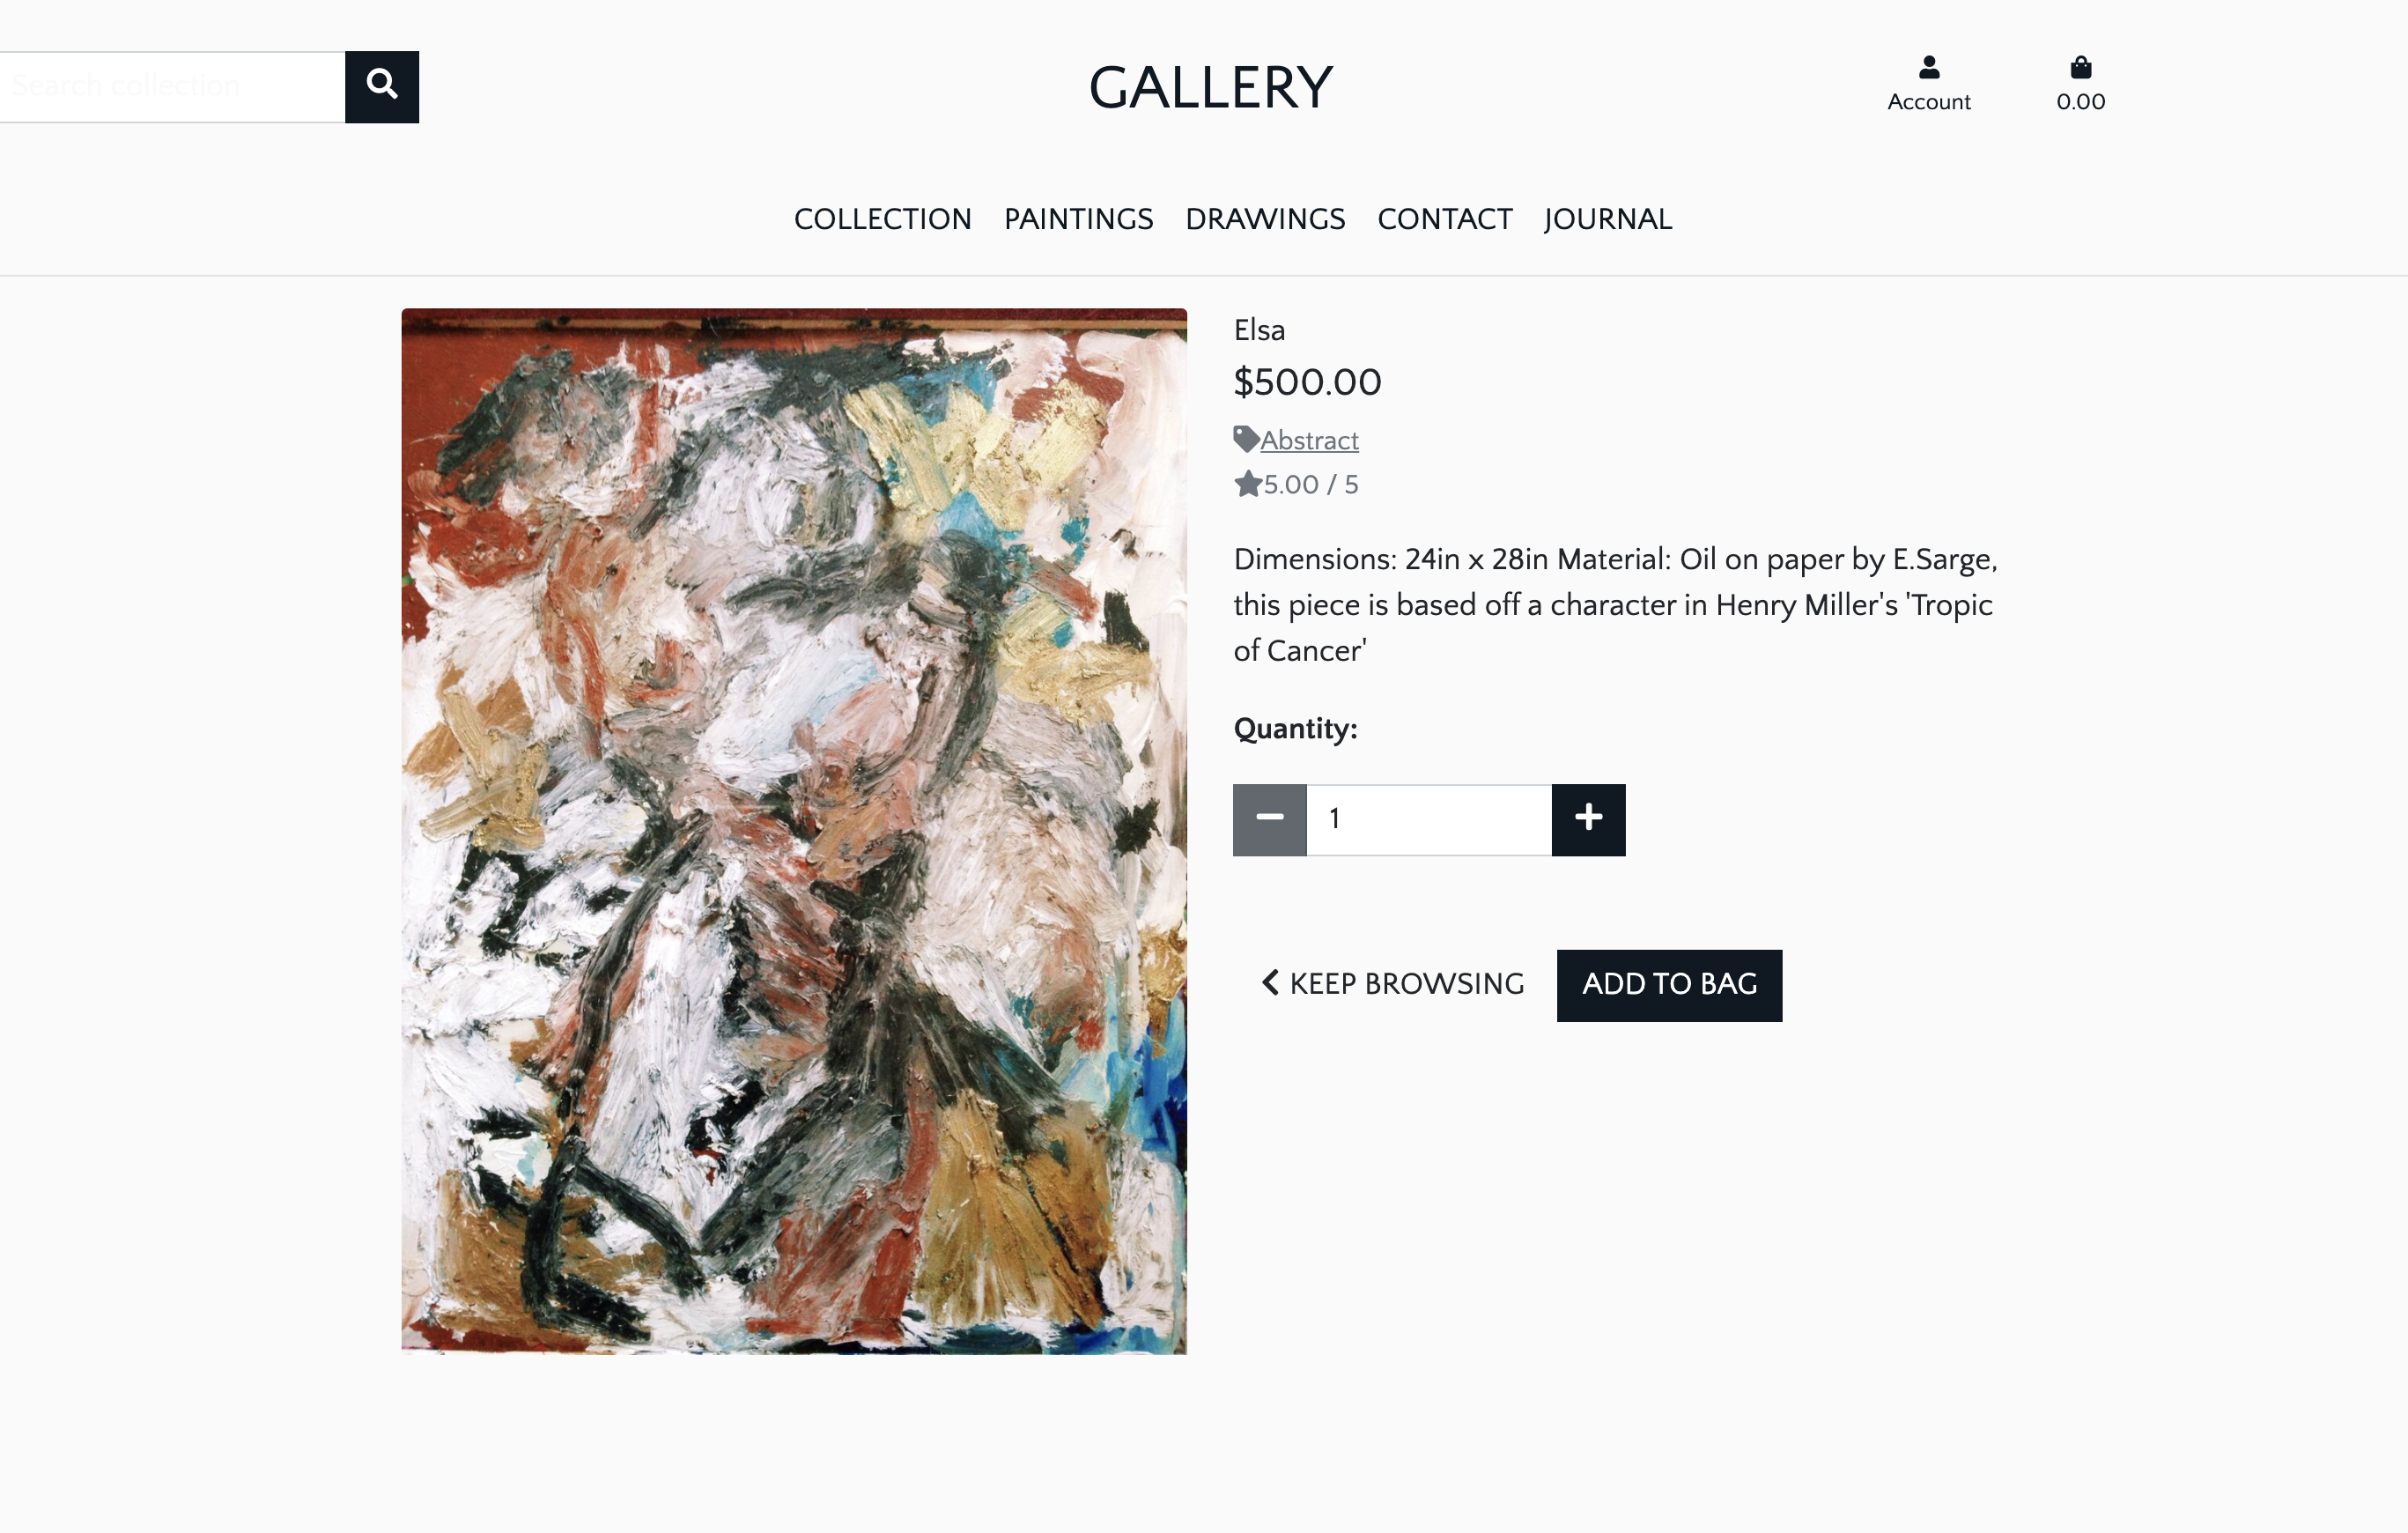 Search collection
GALLERY
Account
0.00
COLLECTION PAINTINGS DRAWINGS CONTACT JOURNAL
Elsa
$500.00
Abstract
5.00 / 5
Dimensions: 24in x 28in Material: Oil on paper by E.Sarge,
this piece is based off a character in Henry Miller's 'Tropic
of Cancer'
Quantity:
1
KEEP BROWSING
ADD TO BAG